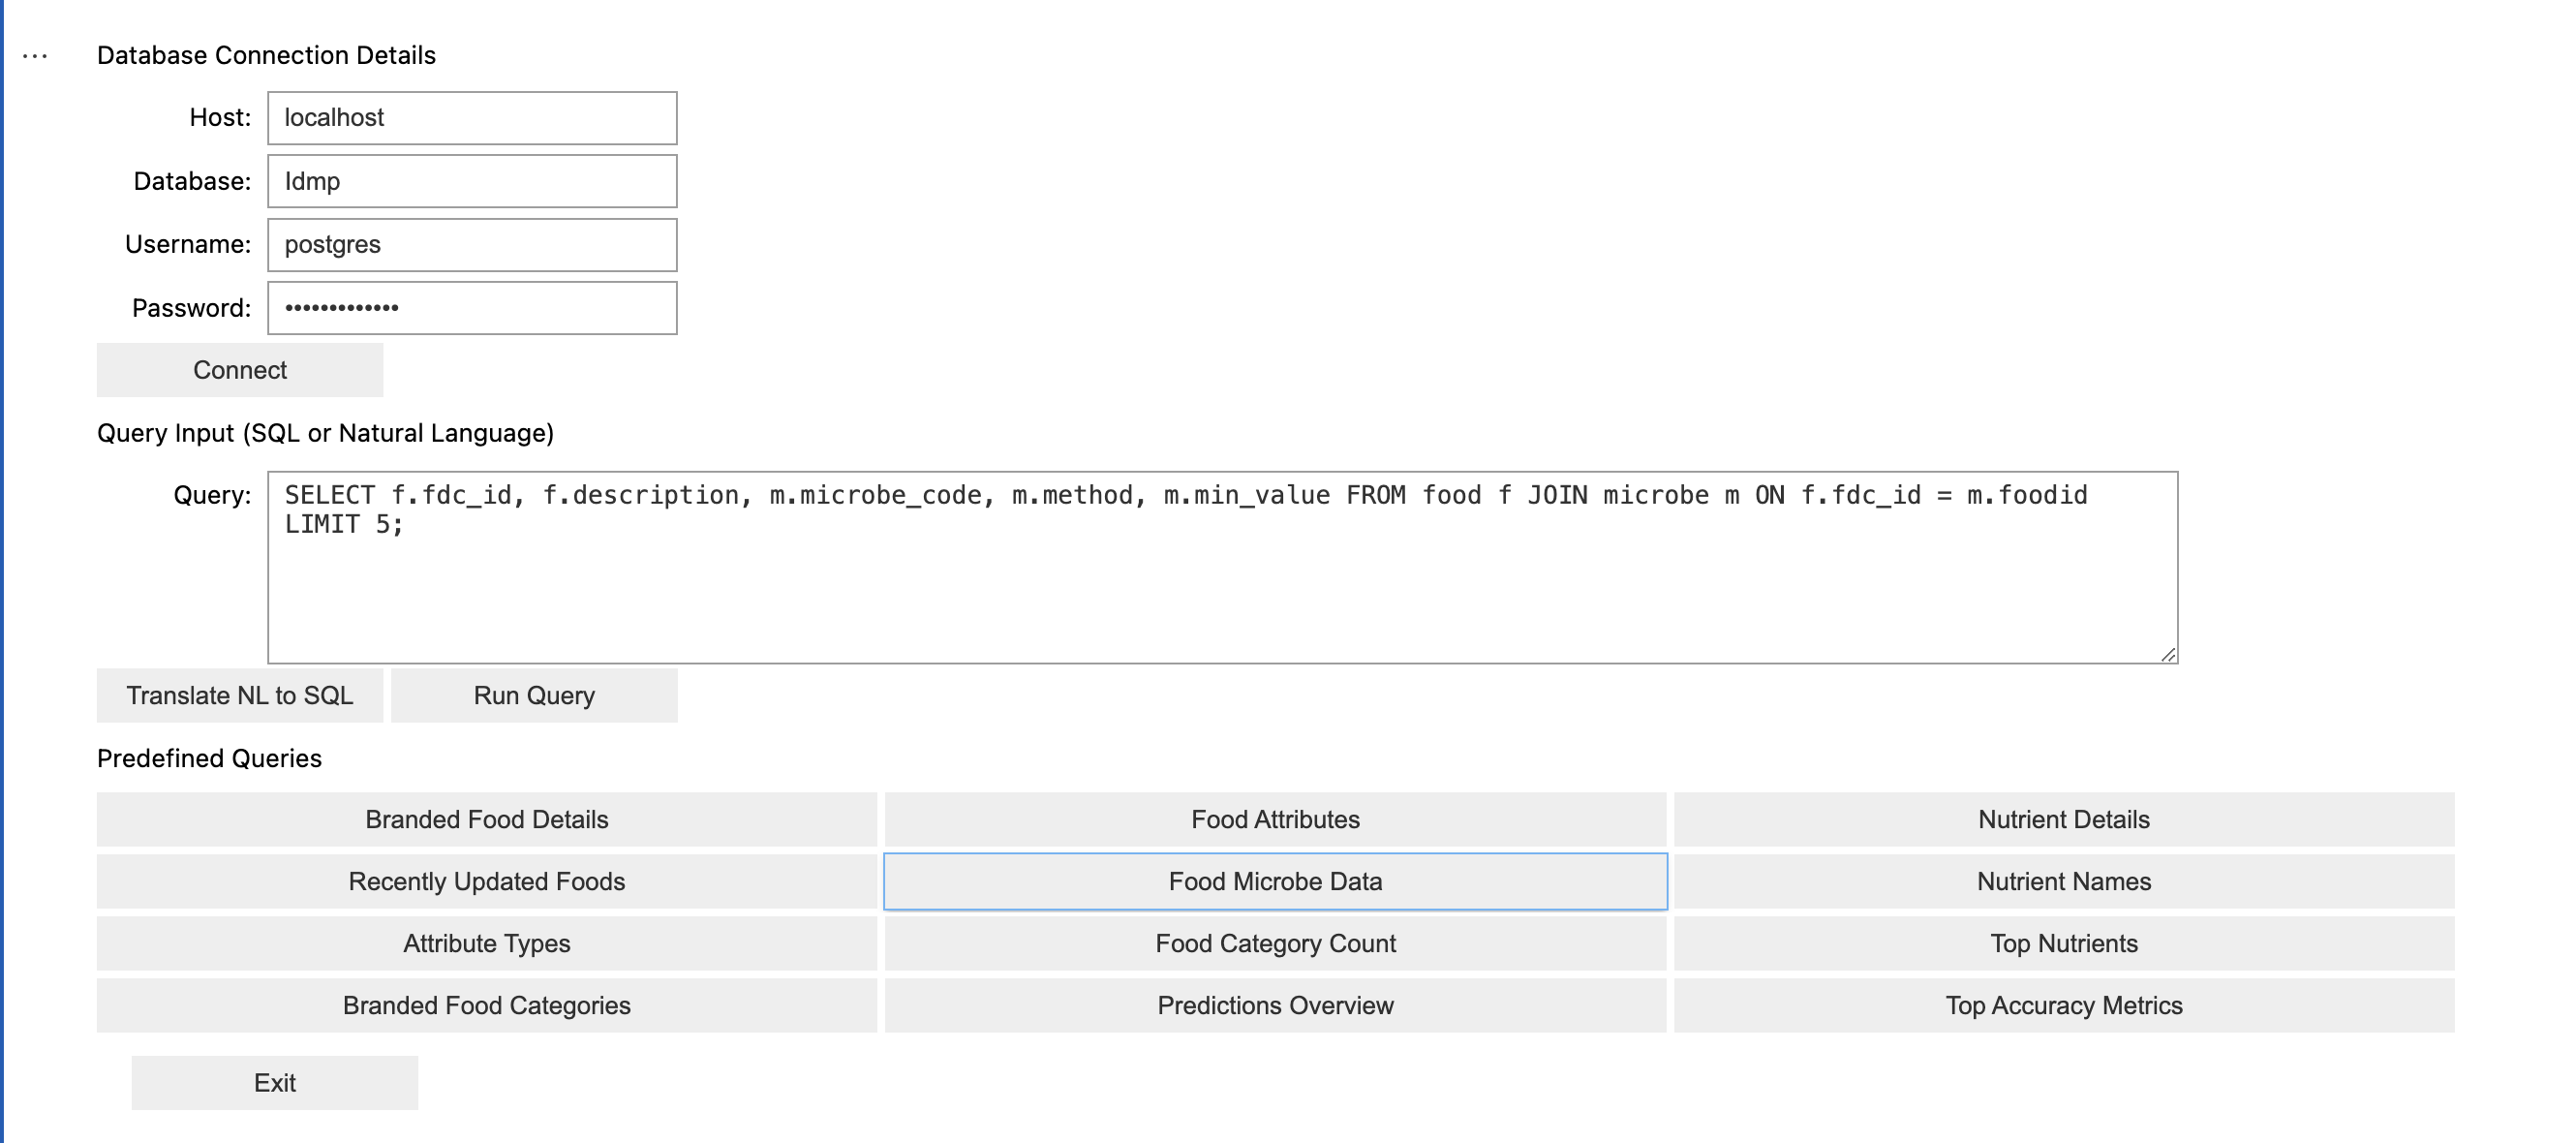 ...
Database Connection Details
Host: localhost
Database: Idmp
Username: postgres
Password: •••••••••••••
Connect
Query Input (SQL or Natural Language)
Query: SELECT f.fdc_id, f.description, m.microbe_code, m.method, m.min_value FROM food f JOIN microbe m ON f.fdc_id = m.foodid
LIMIT 5;
Translate NL to SQL Run Query
Predefined Queries
Branded Food Details Food Attributes Nutrient Details
Recently Updated Foods Food Microbe Data Nutrient Names
Attribute Types Food Category Count Top Nutrients
Branded Food Categories Predictions Overview Top Accuracy Metrics
Exit